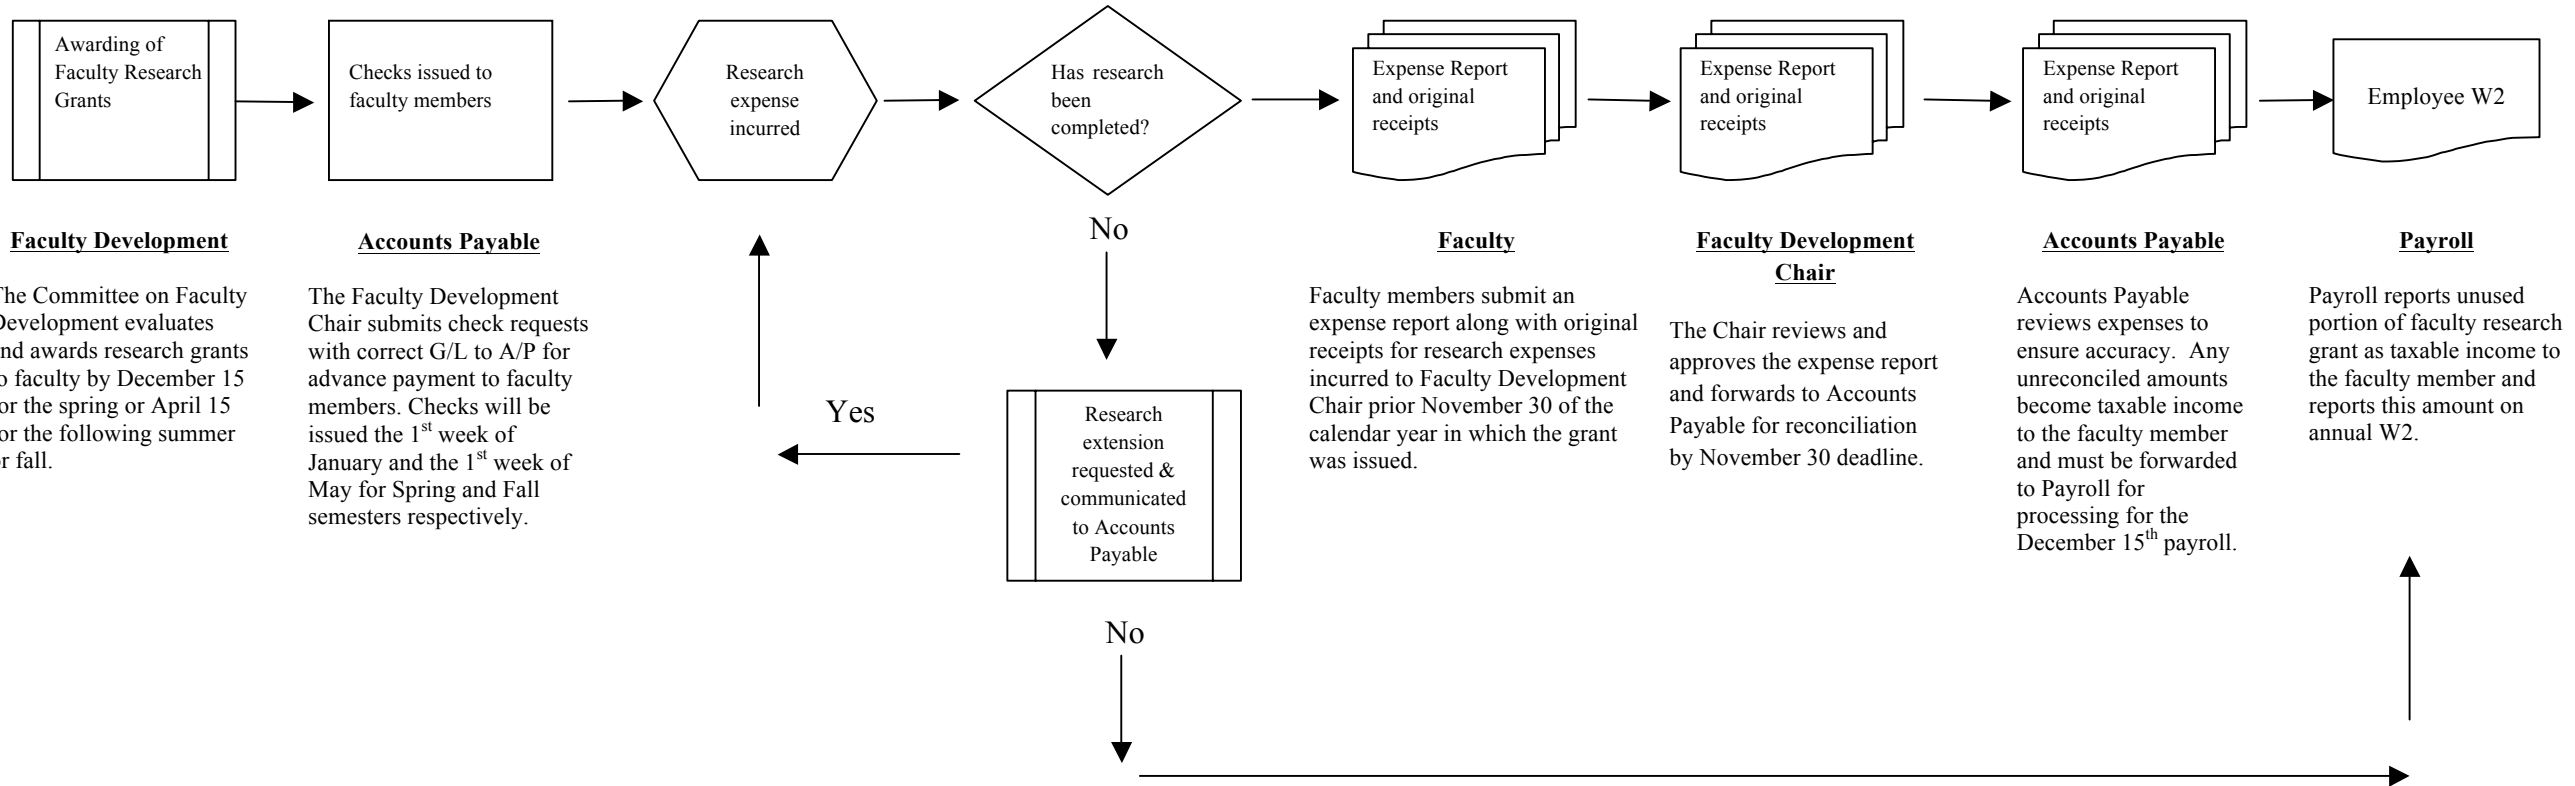 Awarding of
Faculty Research
Grants
Checks issued to
faculty members
Research
expense
incurred
Has research
been
completed?
Expense Report
and original
receipts
Expense Report
and original
receipts
Expense Report
and original
receipts
Employee W2
Faculty Development
The Committee on Faculty
Development evaluates
nd awards research grants
o faculty by December 15
or the spring or April 15
or the following summer
r fall.
Accounts Payable
The Faculty Development
Chair submits check requests
with correct G/L to A/P for
advance payment to faculty
members. Checks will be
issued the 1st week of
January and the 1st week of
May for Spring and Fall
semesters respectively.
No
Yes
Research
extension
requested &
communicated
to Accounts
Payable
No
Faculty
Faculty members submit an
expense report along with original
receipts for research expenses
incurred to Faculty Development
Chair prior November 30 of the
calendar year in which the grant
was issued.
Faculty Development
Chair
The Chair reviews and
approves the expense report
and forwards to Accounts
Payable for reconciliation
by November 30 deadline.
Accounts Payable
Accounts Payable
reviews expenses to
ensure accuracy. Any
unreconciled amounts
become taxable income
to the faculty member
and must be forwarded
to Payroll for
processing for the
December 15th payroll.
Payroll
Payroll reports unused
portion of faculty research
grant as taxable income to
the faculty member and
reports this amount on
annual W2.